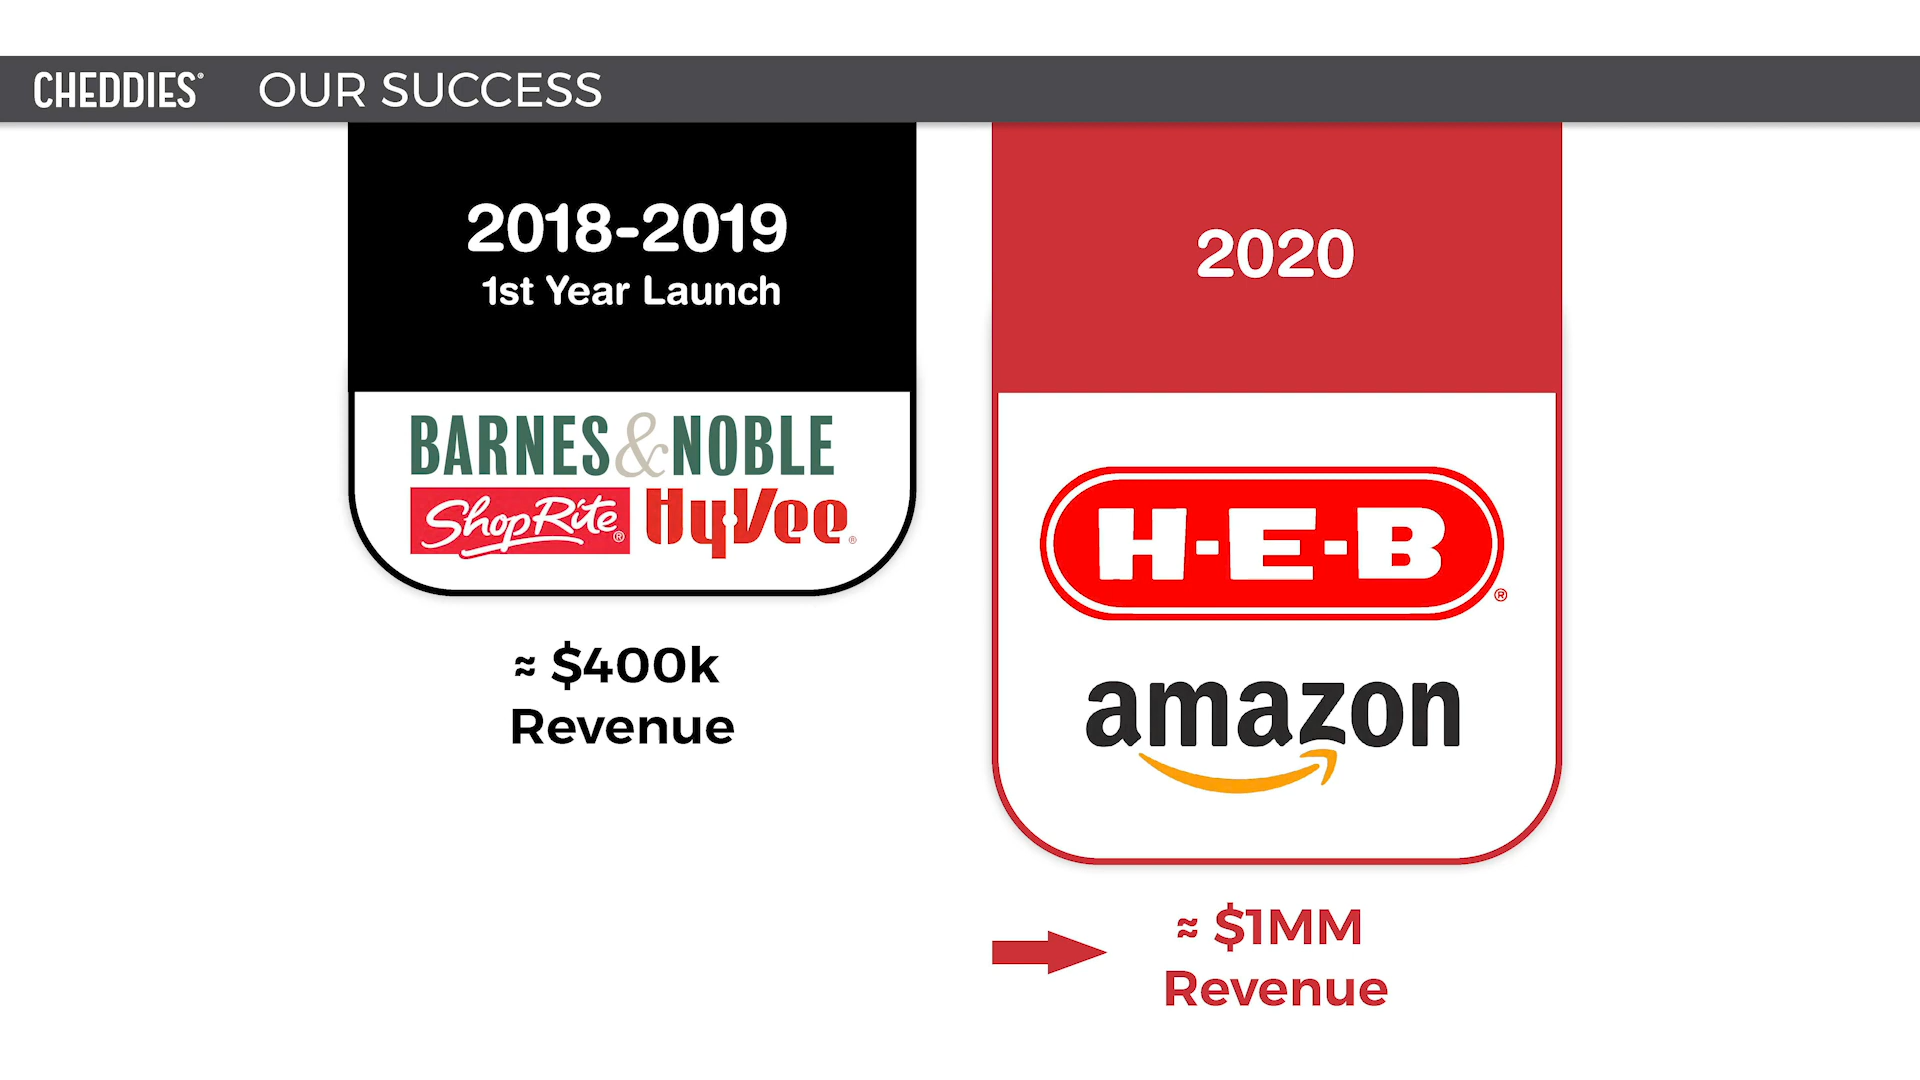 CHEDDIES® OUR SUCCESS
2018-2019
1st Year Launch
BARNES & NOBLE
ShopRite® HyVee®
≈ $400k
Revenue
2020
H-E-B®
amazon
≈ $1MM
Revenue